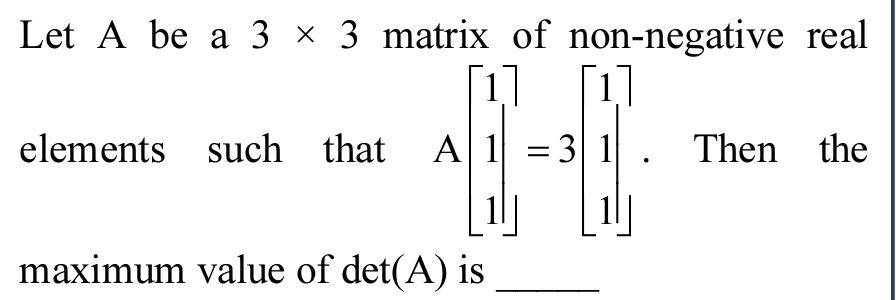 Let A be a 3 × 3 matrix of non-negative real
elements such that A[1 1 1] = 3[1 1 1]. Then the
maximum value of det(A) is _____